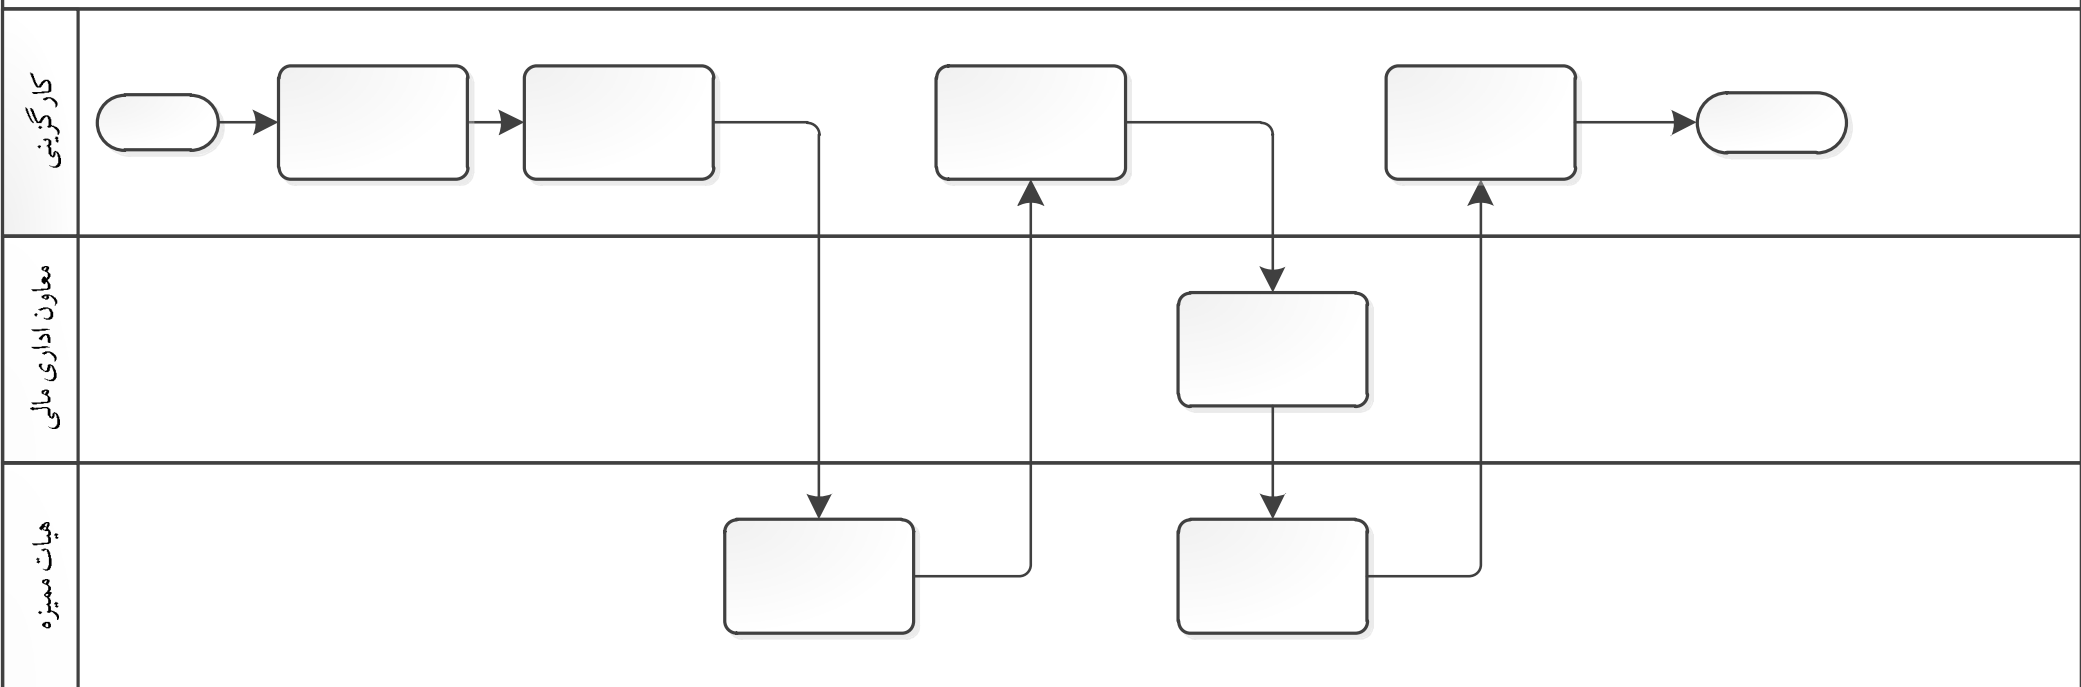 کارگزینی
معاون اداری مالی
هیات ممیزه